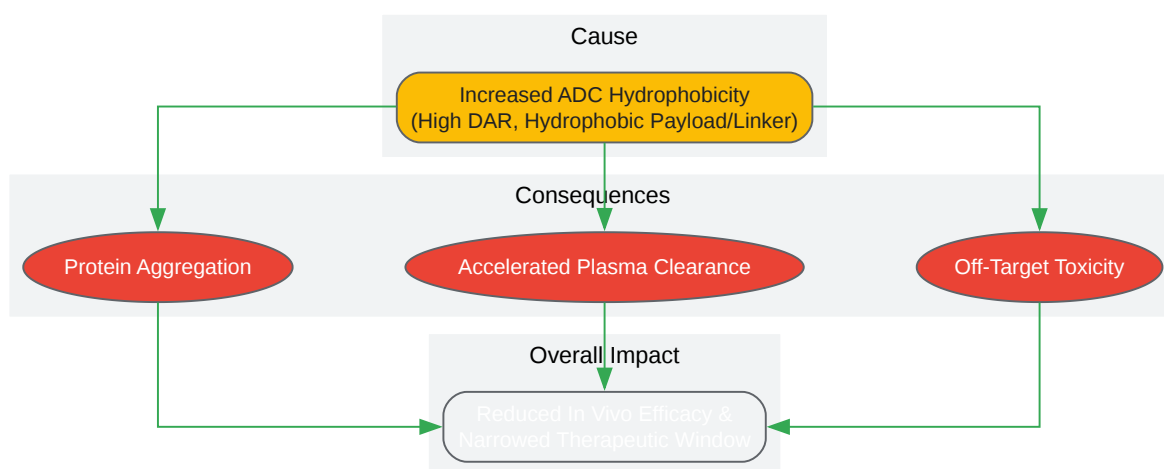 Cause
Increased ADC Hydrophobicity
(High DAR, Hydrophobic Payload/Linker)
Consequences
Protein Aggregation
Accelerated Plasma Clearance
Off-Target Toxicity
Overall Impact
Reduced In Vivo Efficacy &
Narrowed Therapeutic Window